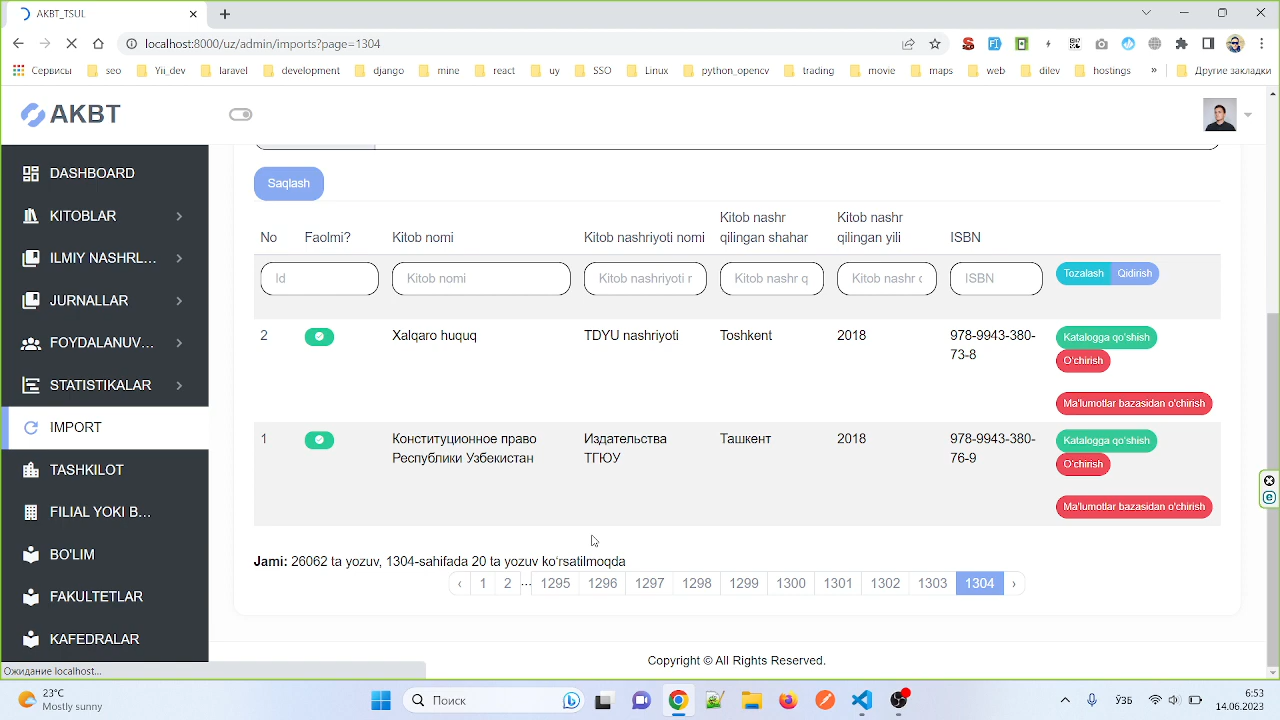 AKBT_TSUL
localhost:8000/uz/admin/imports?page=1304
Сервисы seo Yii_dev laravel development django mine react uy SSO Linux python_opencv trading movie maps web dilev hostings » Другие закладки
AKBT
DASHBOARD
KITOBLAR
ILMIY NASHRL...
JURNALLAR
FOYDALANUV...
STATISTIKALAR
IMPORT
TASHKILOT
FILIAL YOKI B...
BO'LIM
FAKULTETLAR
KAFEDRALAR
Saqlash
No Faolmi? Kitob nomi Kitob nashriyoti nomi Kitob nashr qilingan shahar Kitob nashr qilingan yili ISBN
Id Kitob nomi Kitob nashriyoti r Kitob nashr q Kitob nashr c ISBN Tozalash Qidirish
2 Xalqaro huquq TDYU nashriyoti Toshkent 2018 978-9943-380-73-8 Katalogga qo'shish
O'chirish
Ma'lumotlar bazasidan o'chirish
1 Конституционное право Республики Узбекистан Издательства ТГЮУ Ташкент 2018 978-9943-380-76-9 Katalogga qo'shish
O'chirish
Ma'lumotlar bazasidan o'chirish
Jami: 26062 ta yozuv, 1304-sahifada 20 ta yozuv ko‘rsatilmoqda
‹ 1 2 ... 1295 1296 1297 1298 1299 1300 1301 1302 1303 1304 ›
Copyright © All Rights Reserved.
Ожидание localhost...
23°C
Mostly sunny
Поиск
ЎЗБ
6:53
14.06.2023